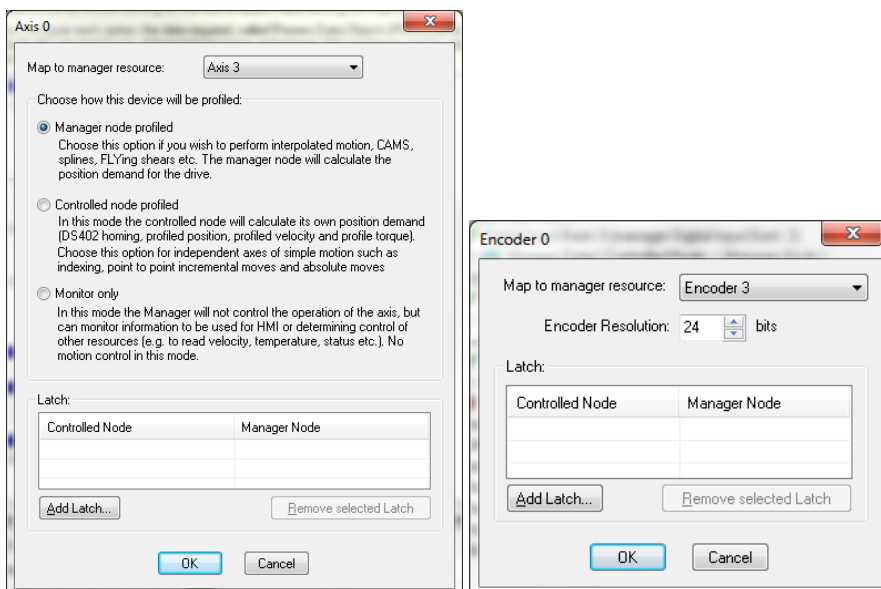 Axis 0
Map to manager resource: Axis 3
Choose how this device will be profiled:
Manager node profiled
Choose this option if you wish to perform interpolated motion, CAMS,
splines, FLYing shears etc. The manager node will calculate the
position demand for the drive.
Controlled node profiled
In this mode the controlled node will calculate its own position demand
(DS402 homing, profiled position, profiled velocity and profile torque).
Choose this option for independent axes of simple motion such as
indexing, point to point incremental moves and absolute moves
Monitor only
In this mode the Manager will not control the operation of the axis, but
can monitor information to be used for HMI or determining control of
other resources (e.g. to read velocity, temperature, status etc.). No
motion control in this mode.
Latch:
Controlled Node Manager Node
Add Latch... Remove selected Latch
OK Cancel
Encoder 0
Map to manager resource: Encoder 3
Encoder Resolution: 24 bits
Latch:
Controlled Node Manager Node
Add Latch... Remove selected Latch
OK Cancel